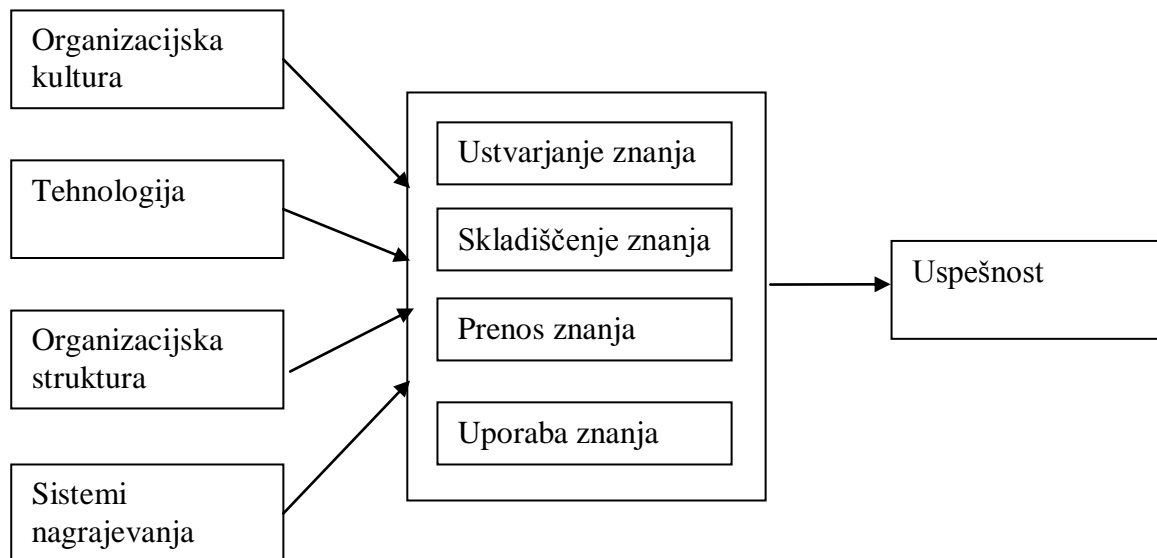 Organizacijska
kultura
Tehnologija
Organizacijska
struktura
Sistemi
nagrajevanja
Ustvarjanje znanja
Skladiščenje znanja
Prenos znanja
Uporaba znanja
Uspešnost